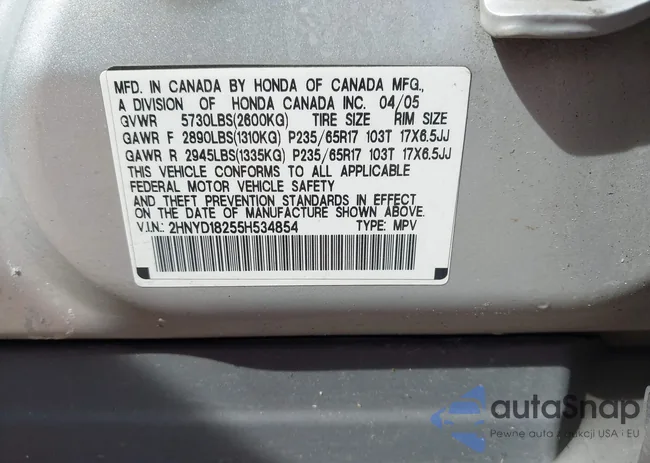 MFD. IN CANADA BY HONDA OF CANADA MFG.,
A DIVISION OF HONDA CANADA INC. 04/05
GVWR 5730LBS(2600KG) TIRE SIZE RIM SIZE
GAWR F 2890LBS(1310KG) P235/65R17 103T 17X6.5JJ
GAWR R 2945LBS(1335KG) P235/65R17 103T 17X6.5JJ
THIS VEHICLE CONFORMS TO ALL APPLICABLE
FEDERAL MOTOR VEHICLE SAFETY
AND THEFT PREVENTION STANDARDS IN EFFECT
ON THE DATE OF MANUFACTURE SHOWN ABOVE.
V.I.N.: 2HNYD18255H534854 TYPE: MPV
autoSnap
Pewne auto z aukcji USA i EU